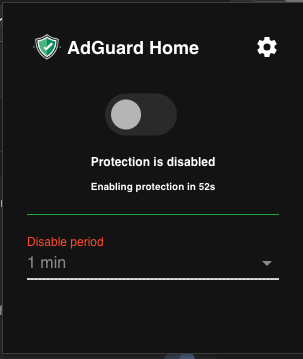 AdGuard Home
Protection is disabled
Enabling protection in 52s
Disable period
1 min